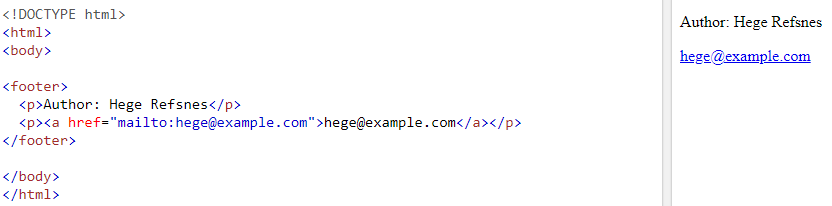 <!DOCTYPE html>
<html>
<body>

<footer>
  <p>Author: Hege Refsnes</p>
  <p><a href="mailto:hege@example.com">hege@example.com</a></p>
</footer>

</body>
</html>
Author: Hege Refsnes
hege@example.com